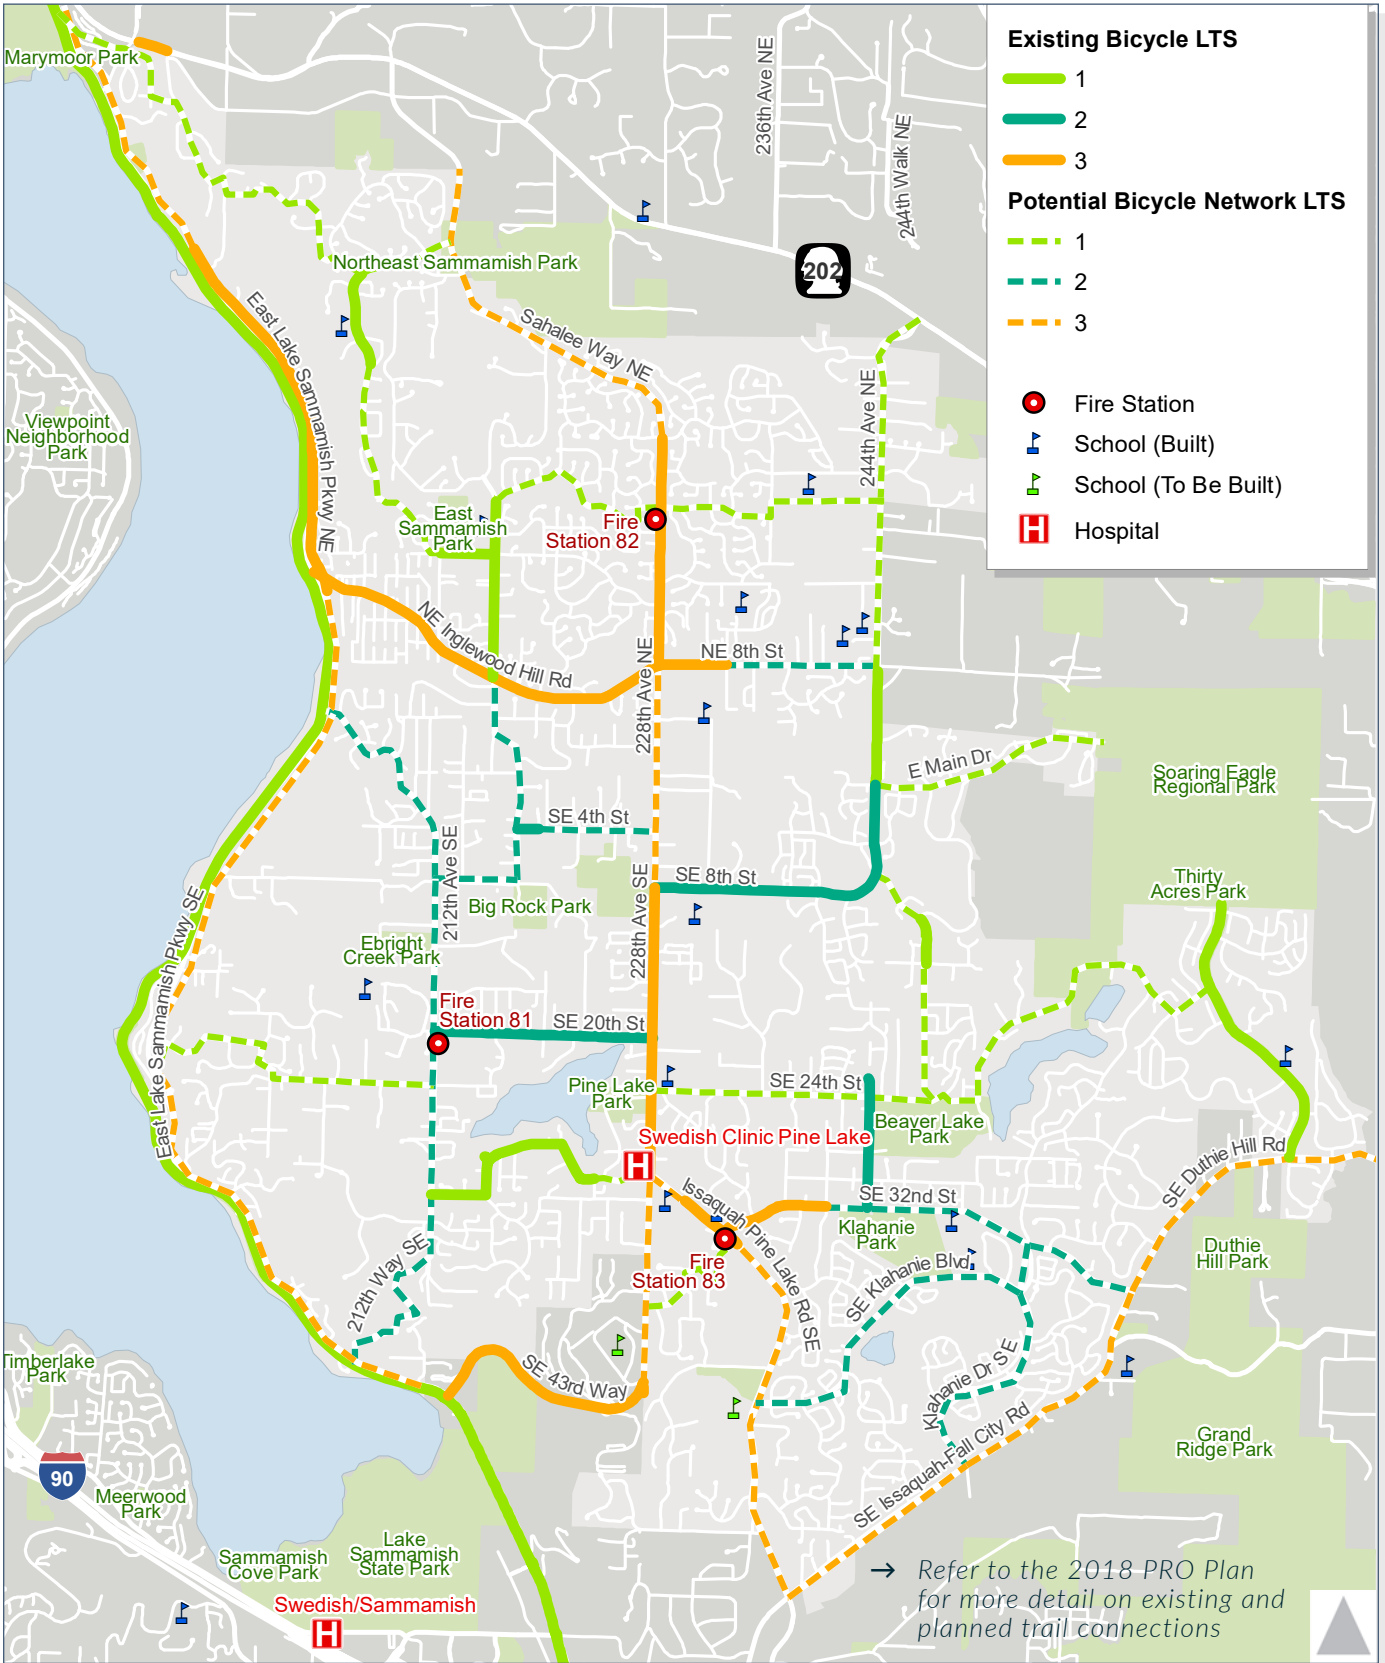 Existing Bicycle LTS
1
2
3
Potential Bicycle Network LTS
1
2
3
Fire Station
School (Built)
School (To Be Built)
Hospital
Marymoor Park
236th Ave NE
244th Walk NE
202
Northeast Sammamish Park
East Lake Sammamish Pkwy NE
Sahalee Way NE
244th Ave NE
Viewpoint
Neighborhood
Park
East
Sammamish
Park
Fire
Station 82
NE Inglewood Hill Rd
228th Ave NE
NE 8th St
E Main Dr
Soaring Eagle
Regional Park
SE 4th St
212th Ave SE
SE 8th St
228th Ave SE
Thirty
Acres Park
Big Rock Park
Ebright
Creek Park
East Lake Sammamish Pkwy SE
Fire
Station 81
SE 20th St
Pine Lake
Park
SE 24th St
Beaver Lake
Park
Swedish Clinic Pine Lake
Issaquah Pine Lake Rd SE
SE 32nd St
SE Duthie Hill Rd
Klahanie
Park
Duthie
Hill Park
212th Way SE
Fire
Station 83
SE Klahanie Blvd
Klahanie Dr SE
Timberlake
Park
SE 43rd Way
SE Issaquah-Fall City Rd
Grand
Ridge Park
90
Meerwood
Park
Lake
Sammamish
State Park
Sammamish
Cove Park
Swedish/Sammamish
H
H
H
→ Refer to the 2018 PRO Plan
for more detail on existing and
planned trail connections